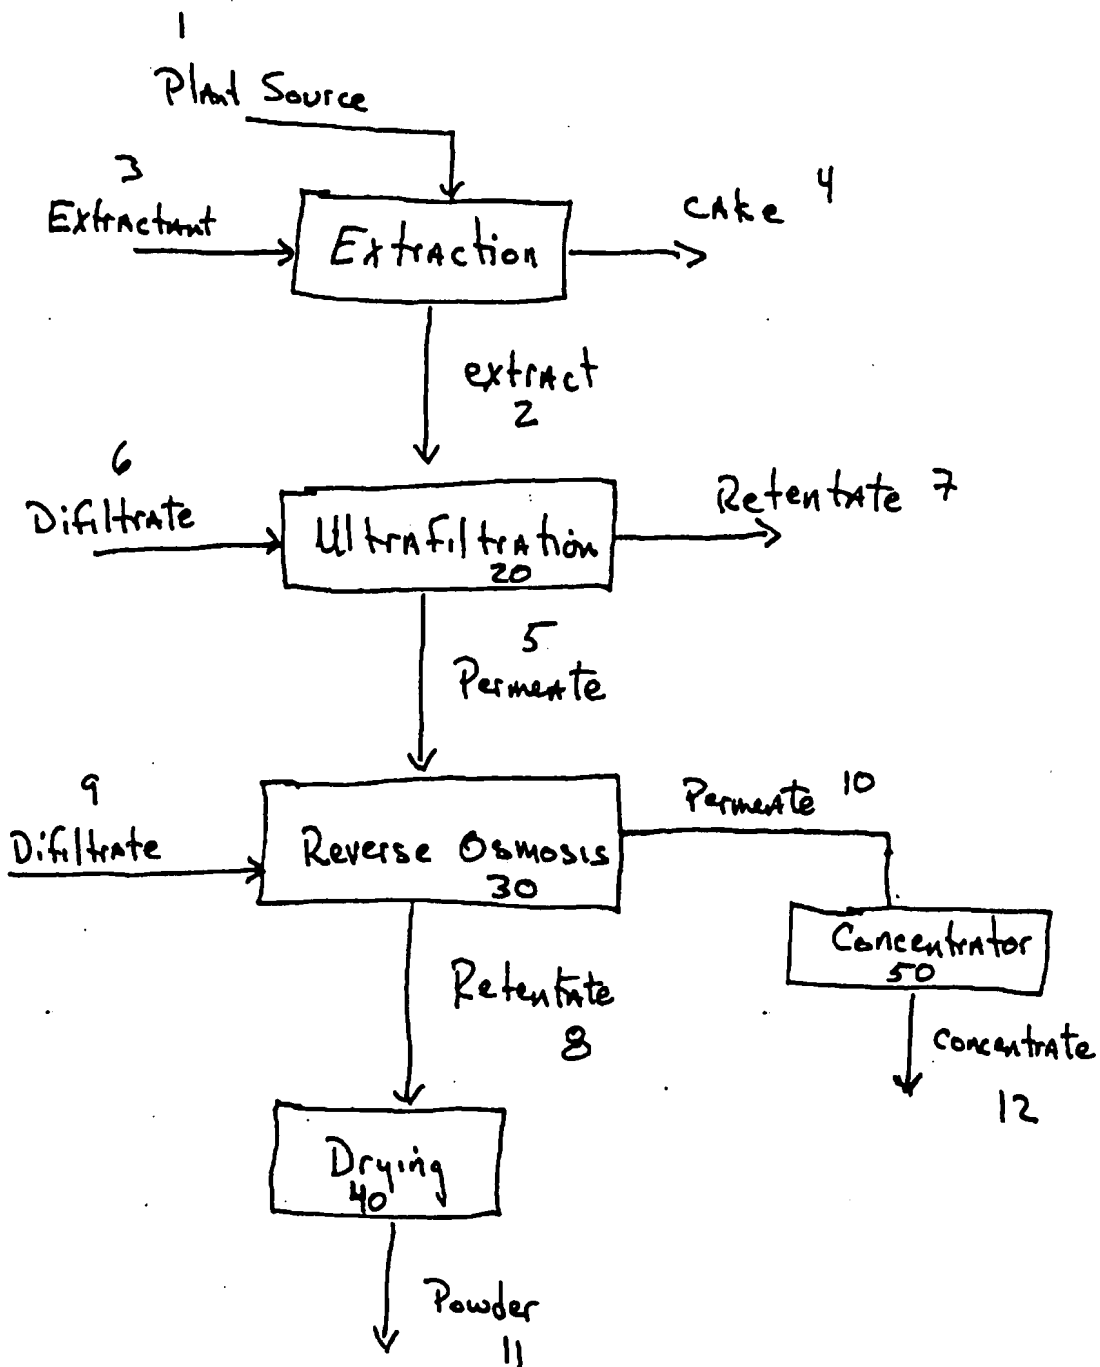 1
Plant Source
3
Extractant
Extraction
Cake 4
extract
2
6
Difiltrate
Ultrafiltration
20
Retentate 7
5
Permeate
9
Difiltrate
Reverse Osmosis
30
Permeate 10
Concentrator
50
Retentate
8
Concentrate
12
Drying
40
Powder
11